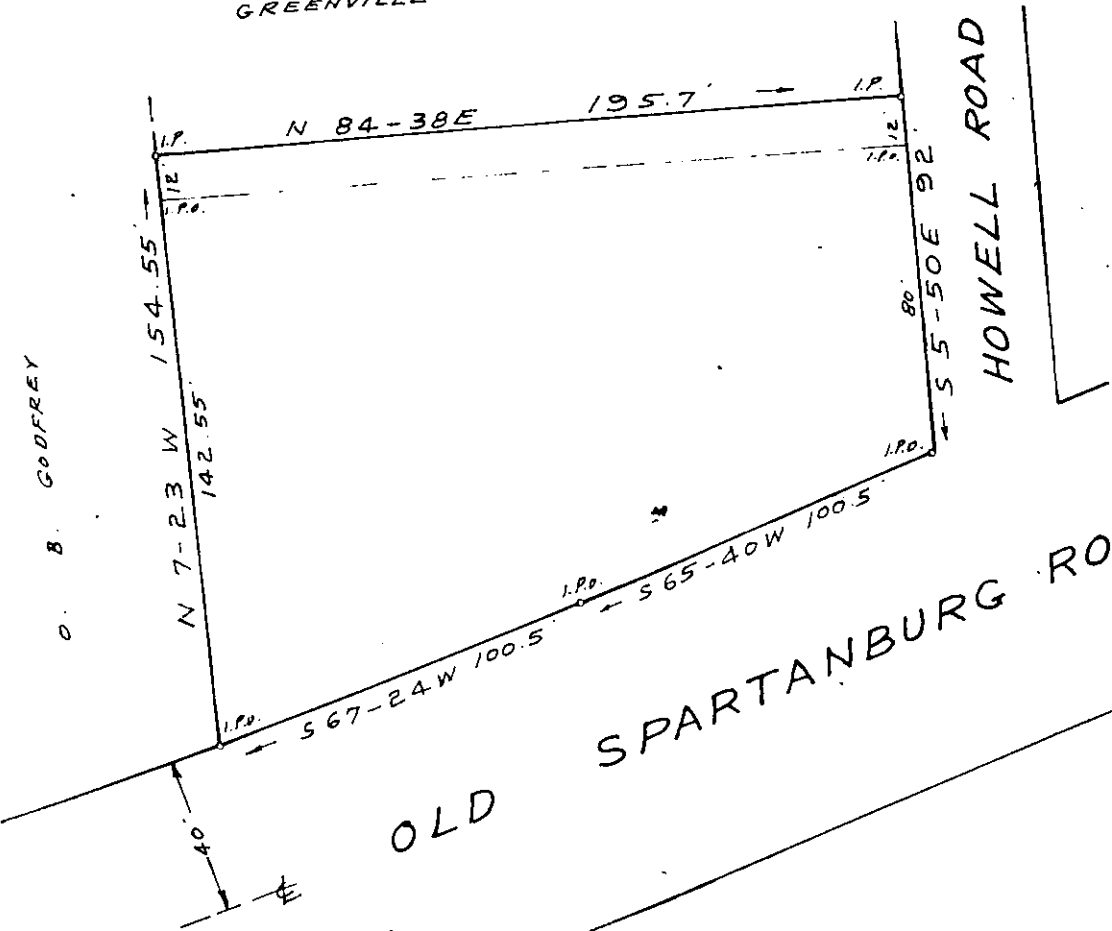 GREENVILLE
I.P.
N 84-38E 195.7'
I.P.
12
I.P.O.
12
I.P.O.
N 7-23 W 154.55'
142.55'
S 5-50E 92'
80'
HOWELL ROAD
O. B. GODFREY
I.P.O.
S 65-40W 100.5'
I.P.O.
S 67-24W 100.5'
I.P.O.
OLD SPARTANBURG RO
40'
℄